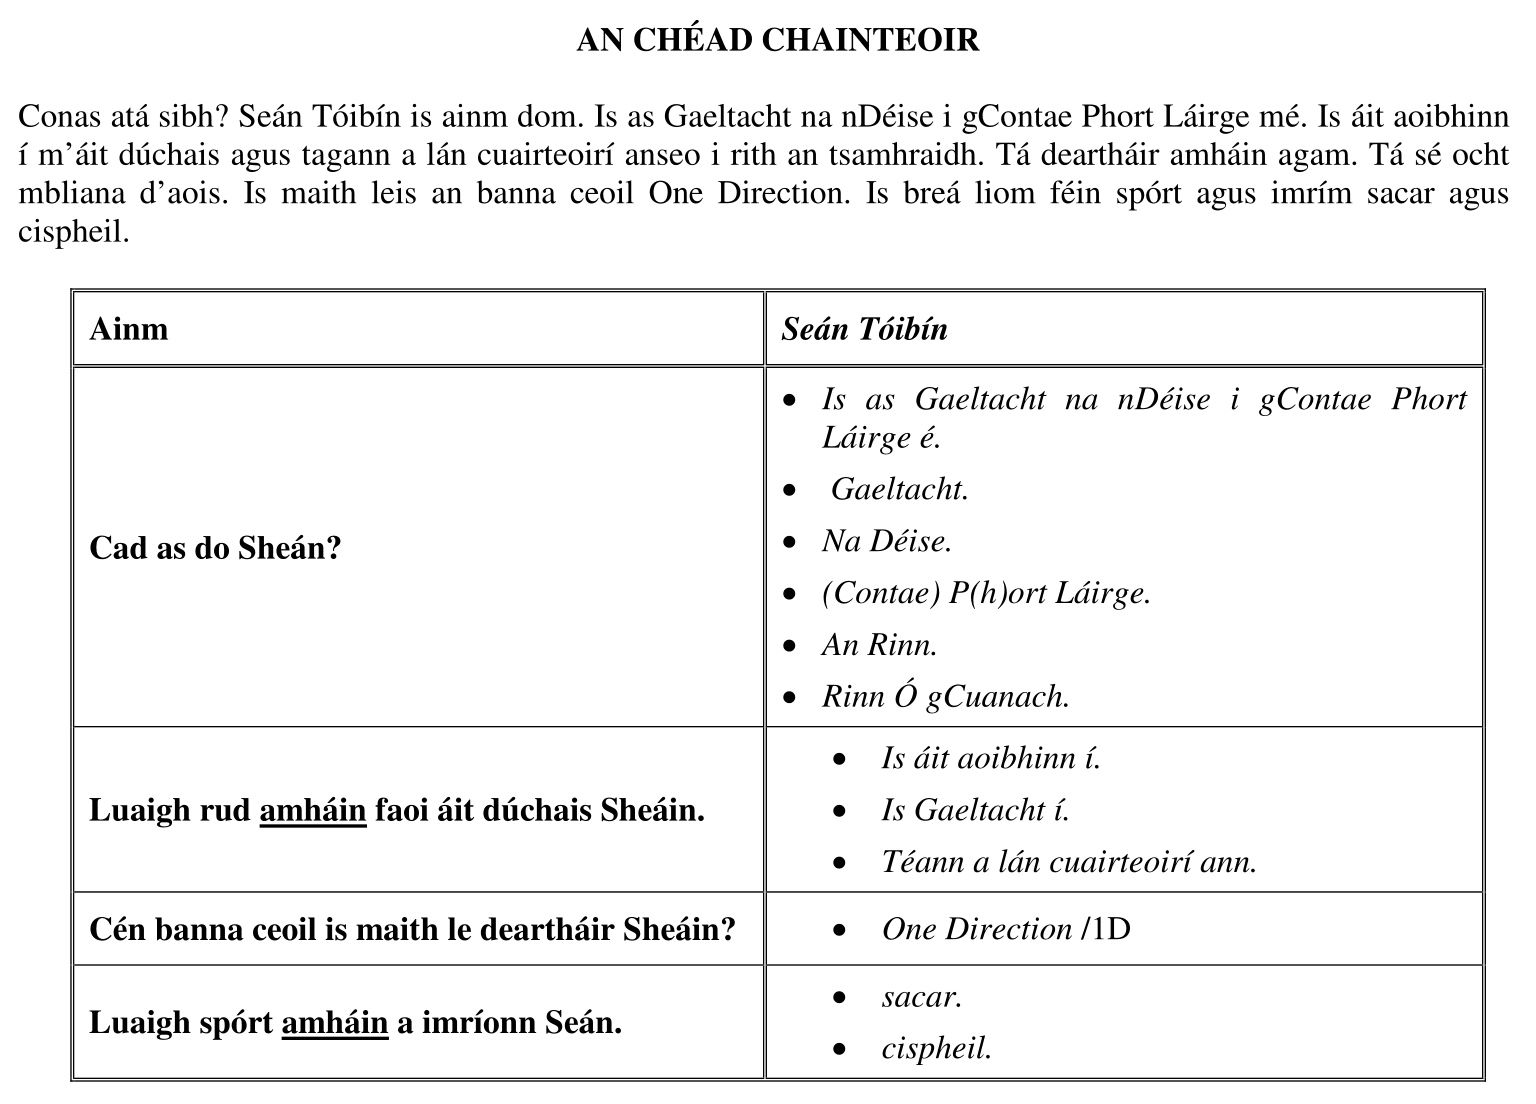 AN CHÉAD CHAINTEOIR
Conas atá sibh? Seán Tóibín is ainm dom. Is as Gaeltacht na nDéise i gContae Phort Láirge mé. Is áit aoibhinn
í m’áit dúchais agus tagann a lán cuairteoirí anseo i rith an tsamhraidh. Tá deartháir amháin agam. Tá sé ocht
mbliana d’aois. Is maith leis an banna ceoil One Direction. Is breá liom féin spórt agus imrím sacar agus
cispheil.
Ainm
Seán Tóibín
Cad as do Sheán?
• Is as Gaeltacht na nDéise i gContae Phort
Láirge é.
• Gaeltacht.
• Na Déise.
• (Contae) P(h)ort Láirge.
• An Rinn.
• Rinn Ó gCuanach.
Luaigh rud amháin faoi áit dúchais Sheáin.
• Is áit aoibhinn í.
• Is Gaeltacht í.
• Téann a lán cuairteoirí ann.
Cén banna ceoil is maith le deartháir Sheáin?
• One Direction /1D
Luaigh spórt amháin a imríonn Seán.
• sacar.
• cispheil.